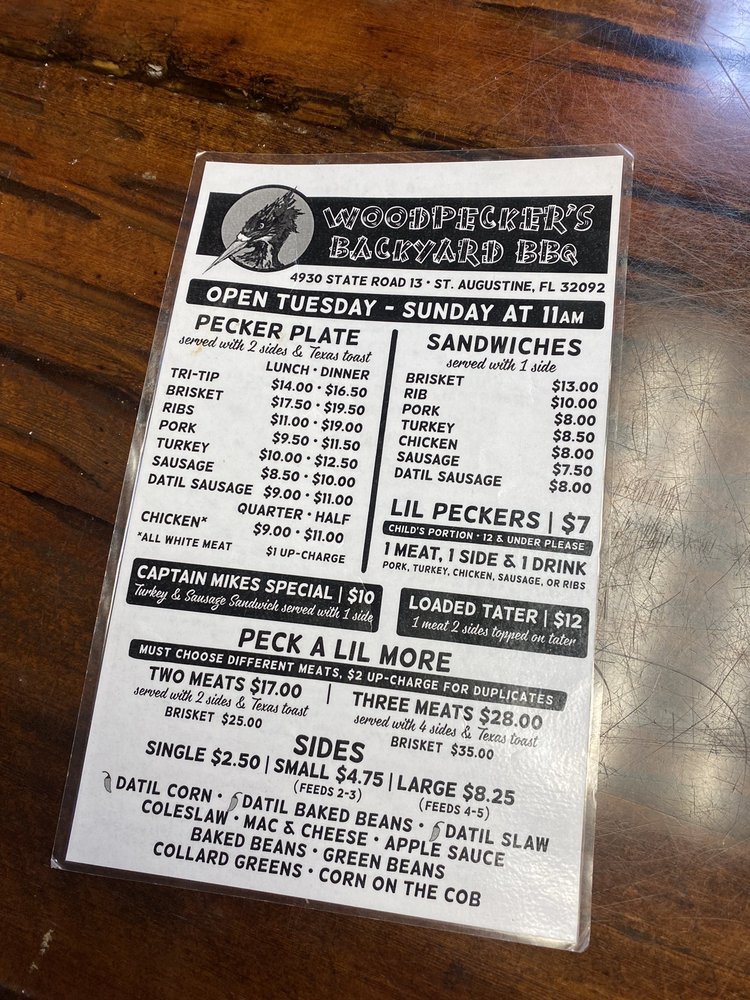 WOODPECKER'S
BACKYARD BBQ
4930 STATE ROAD 13 • ST. AUGUSTINE, FL 32092
OPEN TUESDAY - SUNDAY AT 11AM
PECKER PLATE
served with 2 sides & Texas toast
LUNCH • DINNER
TRI-TIP $14.00 • $16.50
BRISKET $17.50 • $19.50
RIBS $11.00 • $19.00
PORK $9.50 • $11.50
TURKEY $10.00 • $12.50
SAUSAGE $8.50 • $10.00
DATIL SAUSAGE $9.00 • $11.00
QUARTER • HALF
CHICKEN* $9.00 • $11.00
*ALL WHITE MEAT $1 UP-CHARGE
SANDWICHES
served with 1 side
BRISKET $13.00
RIB $10.00
PORK $8.00
TURKEY $8.50
CHICKEN $8.00
SAUSAGE $7.50
DATIL SAUSAGE $8.00
LIL PECKERS | $7
CHILD'S PORTION • 12 & UNDER PLEASE
1 MEAT, 1 SIDE & 1 DRINK
PORK, TURKEY, CHICKEN, SAUSAGE, OR RIBS
CAPTAIN MIKES SPECIAL | $10
Turkey & Sausage Sandwich served with 1 side
LOADED TATER | $12
1 meat 2 sides topped on tater
PECK A LIL MORE
MUST CHOOSE DIFFERENT MEATS, $2 UP-CHARGE FOR DUPLICATES
TWO MEATS $17.00
served with 2 sides & Texas toast
BRISKET $25.00
THREE MEATS $28.00
served with 4 sides & Texas toast
BRISKET $35.00
SIDES
SINGLE $2.50 | SMALL $4.75 | LARGE $8.25
(FEEDS 2-3) (FEEDS 4-5)
DATIL CORN • DATIL BAKED BEANS • DATIL SLAW
COLESLAW • MAC & CHEESE • APPLE SAUCE
BAKED BEANS • GREEN BEANS
COLLARD GREENS • CORN ON THE COB